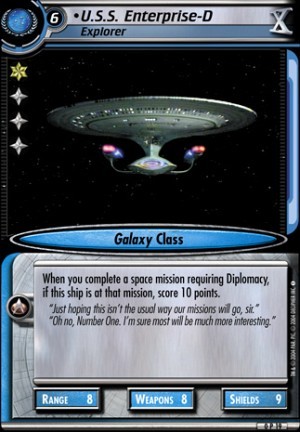 6 •U.S.S. Enterprise-D
Explorer
Galaxy Class
When you complete a space mission requiring Diplomacy,
if this ship is at that mission, score 10 points.
"Just hoping this isn't the usual way our missions will go, sir."
"Oh no, Number One. I'm sure most will be much more interesting."
RANGE 8 WEAPONS 8 SHIELDS 9
0 P 38